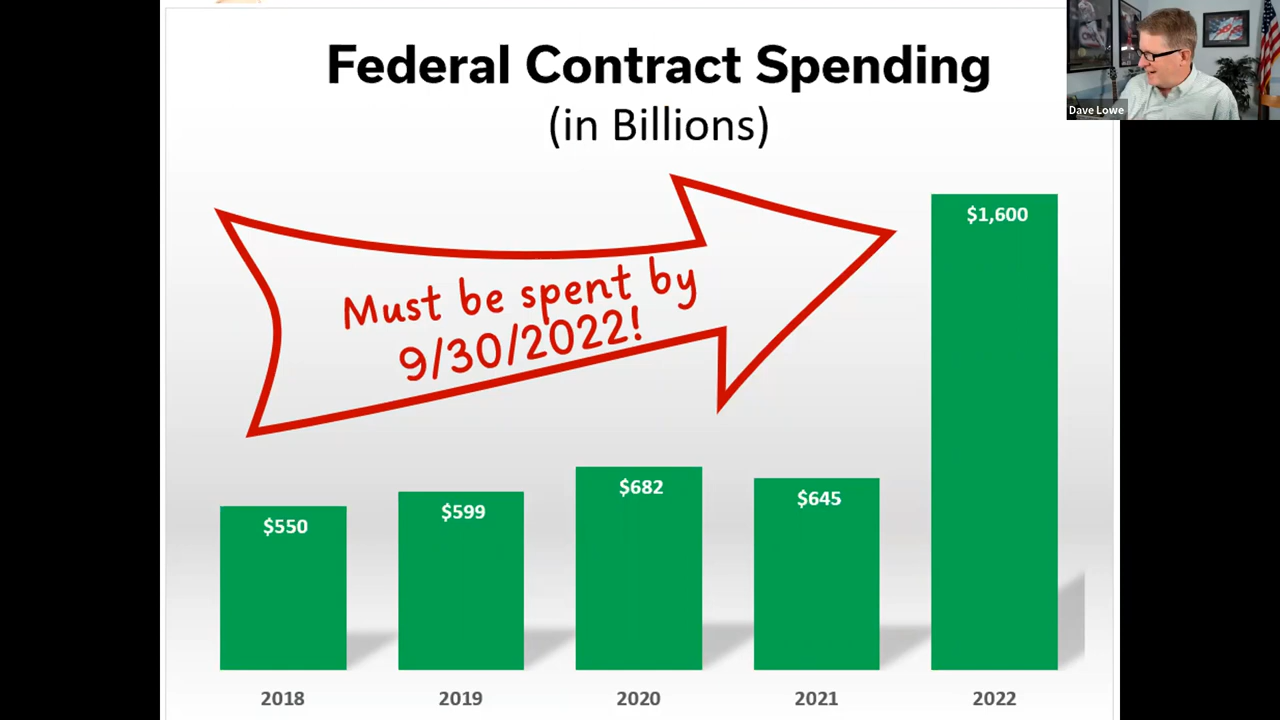 Federal Contract Spending
(in Billions)
Dave Lowe
Must be spent by
9/30/2022!
$1,600
$682
$645
$599
$550
2018
2019
2020
2021
2022